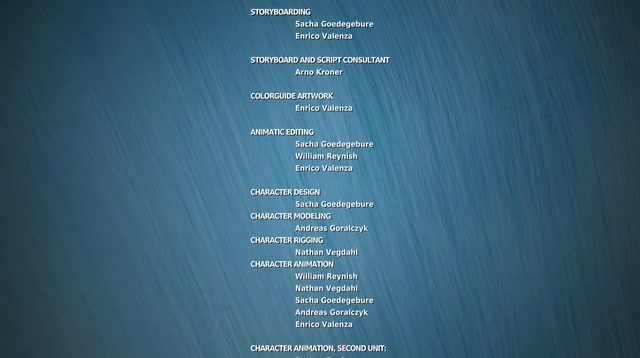 STORYBOARDING
Sacha Goedegebure
Enrico Valenza
STORYBOARD AND SCRIPT CONSULTANT
Arno Kroner
COLORGUIDE ARTWORK
Enrico Valenza
ANIMATIC EDITING
Sacha Goedegebure
William Reynish
Enrico Valenza
CHARACTER DESIGN
Sacha Goedegebure
CHARACTER MODELING
Andreas Goralczyk
CHARACTER RIGGING
Nathan Vegdahl
CHARACTER ANIMATION
William Reynish
Nathan Vegdahl
Sacha Goedegebure
Andreas Goralczyk
Enrico Valenza
CHARACTER ANIMATION, SECOND UNIT: